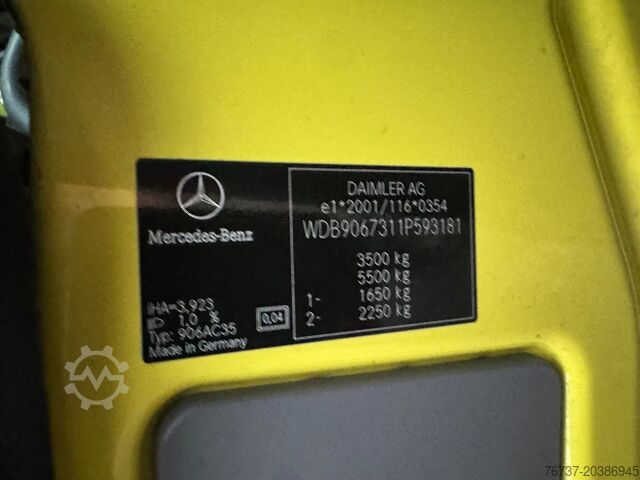 Mercedes-Benz
iHA=3,923
1.0 %
Typ: 906AC35
Made in Germany
0,04
DAIMLER AG
e1*2001/116*0354
WDB9067311P593181
3500 kg
5500 kg
1- 1650 kg
2- 2250 kg
76737-20386945